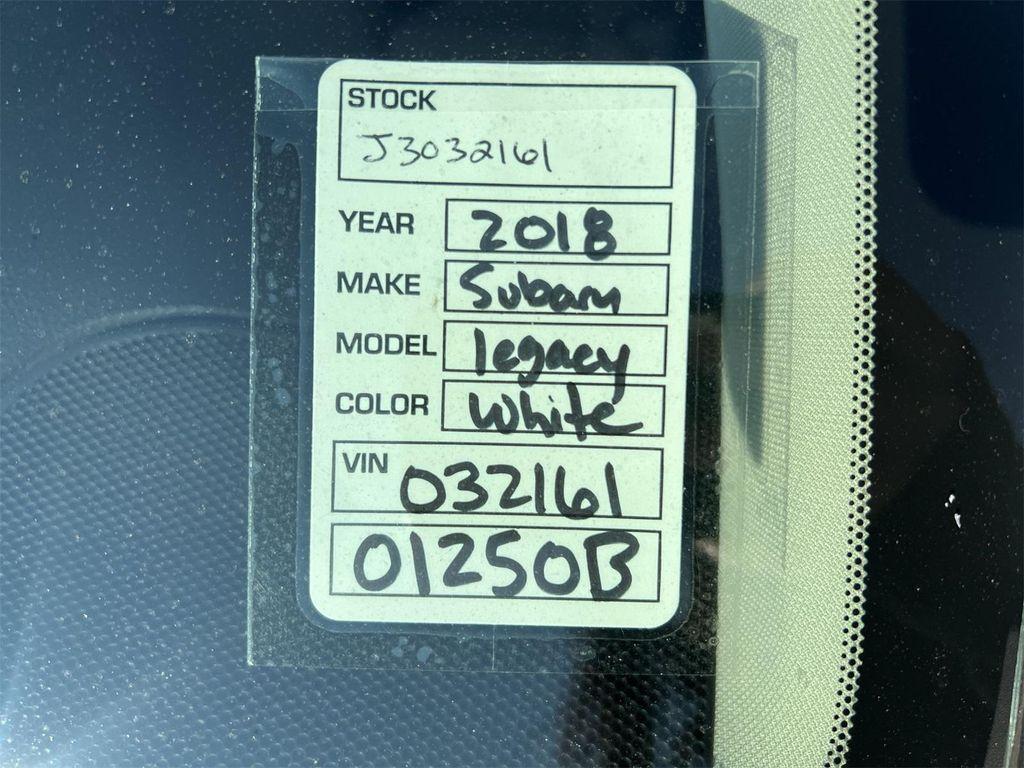 STOCK
J3032161
YEAR 2018
MAKE Subaru
MODEL legacy
COLOR White
VIN 032161
01250B